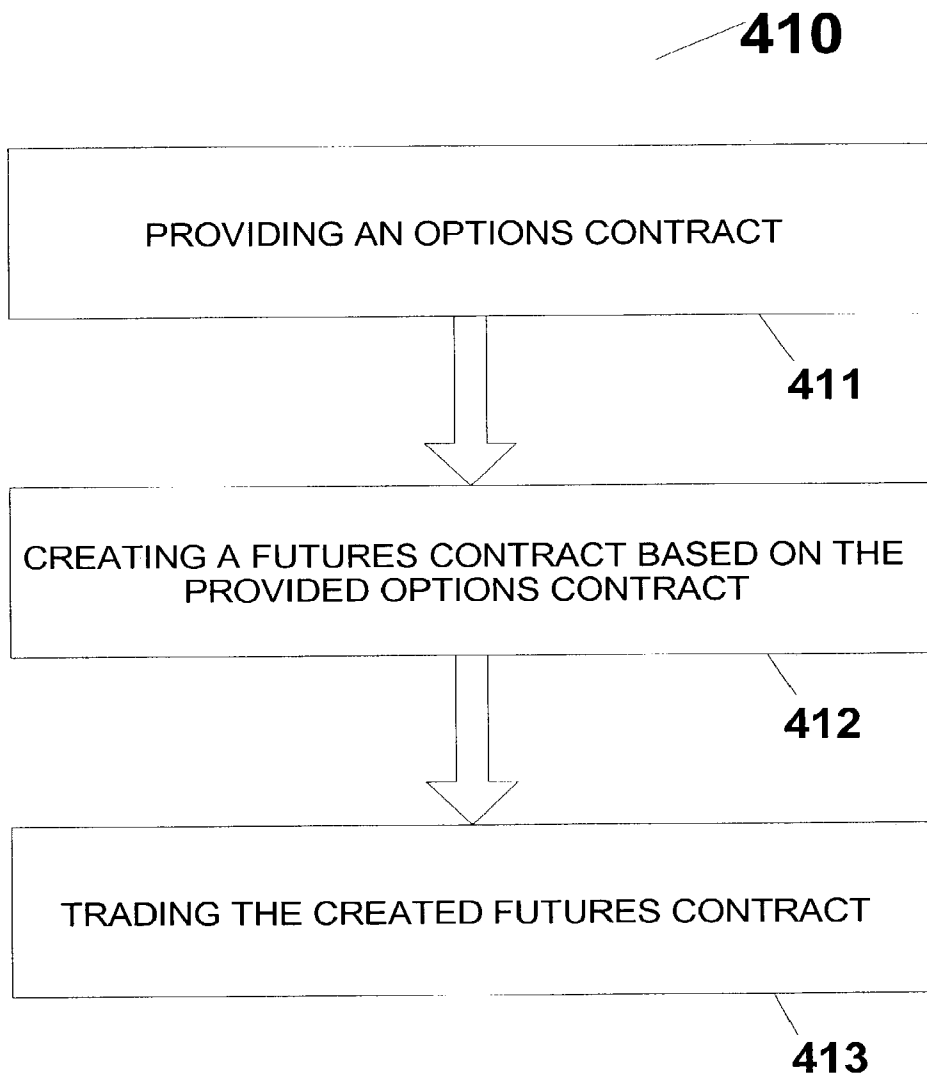 410
PROVIDING AN OPTIONS CONTRACT
411
CREATING A FUTURES CONTRACT BASED ON THE
PROVIDED OPTIONS CONTRACT
412
TRADING THE CREATED FUTURES CONTRACT
413